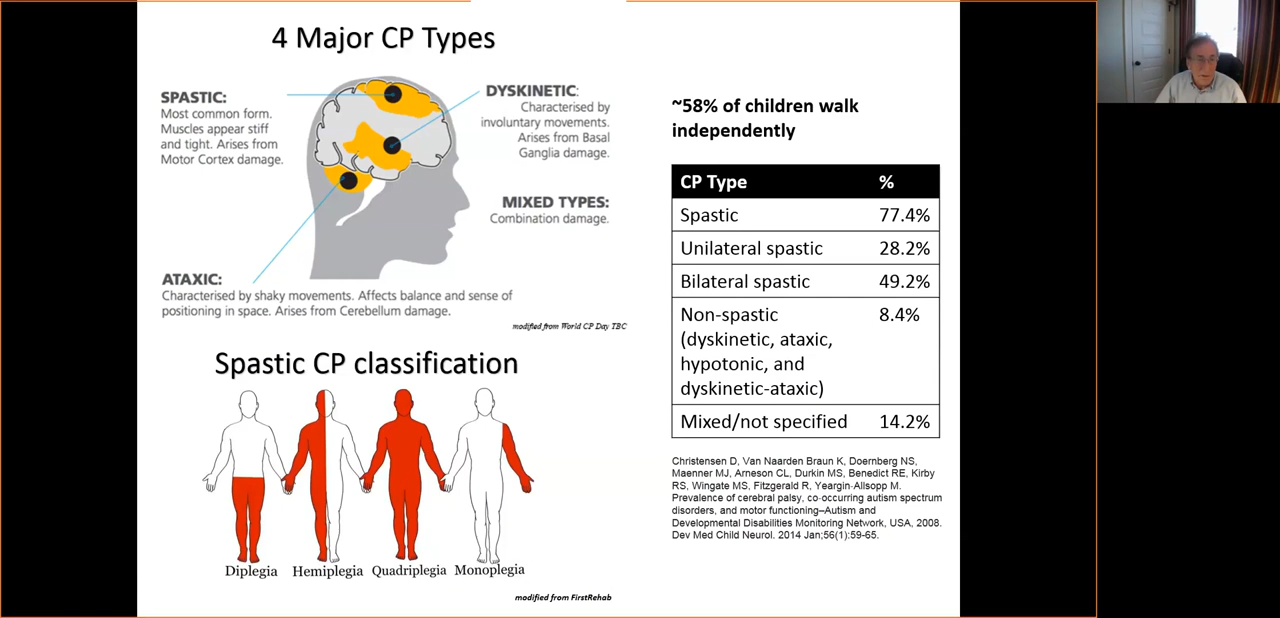 4 Major CP Types
SPASTIC:
Most common form.
Muscles appear stiff
and tight. Arises from
Motor Cortex damage.
DYSKINETIC:
Characterised by
involuntary movements.
Arises from Basal
Ganglia damage.
MIXED TYPES:
Combination damage.
ATAXIC:
Characterised by shaky movements. Affects balance and sense of
positioning in space. Arises from Cerebellum damage.
modified from World CP Day TBC
Spastic CP classification
Diplegia Hemiplegia Quadriplegia Monoplegia
modified from FirstRehab
~58% of children walk
independently
CP Type %
Spastic 77.4%
Unilateral spastic 28.2%
Bilateral spastic 49.2%
Non-spastic 8.4%
(dyskinetic, ataxic,
hypotonic, and
dyskinetic-ataxic)
Mixed/not specified 14.2%
Christensen D, Van Naarden Braun K, Doernberg NS,
Maenner MJ, Arneson CL, Durkin MS, Benedict RE, Kirby
RS, Wingate MS, Fitzgerald R, Yeargin-Allsopp M.
Prevalence of cerebral palsy, co-occurring autism spectrum
disorders, and motor functioning–Autism and
Developmental Disabilities Monitoring Network, USA, 2008.
Dev Med Child Neurol. 2014 Jan;56(1):59-65.